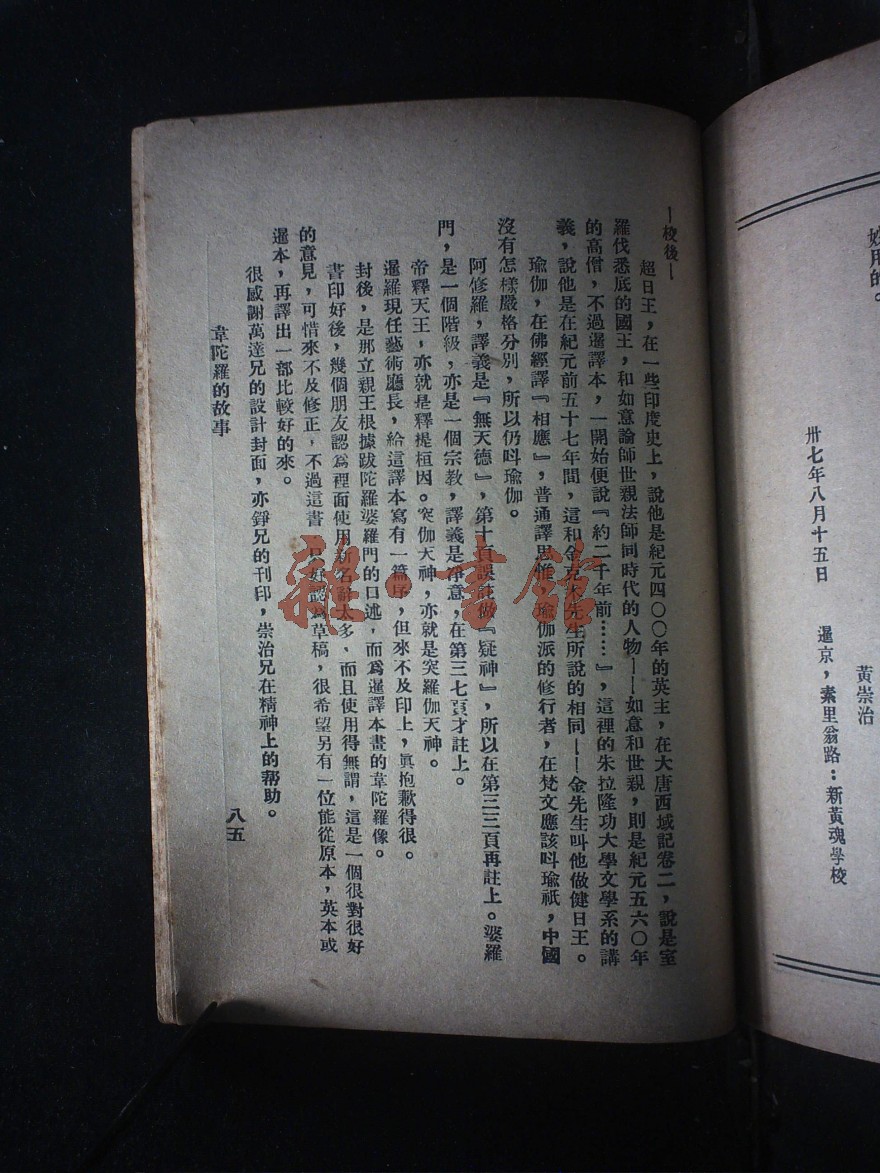 妙用的。
黃崇治
卅七年八月十五日　暹京，素里翁路：新黃魂學校
—校後—
超日王，在一些印度史上，說他是紀元四〇〇年的英主，在大唐西域記卷二，說是室
羅伐悉底的國王，和如意論師世親法師同時代的人物——如意和世親，則是紀元五六〇年
的高僧，不過暹譯本，一開始便說『約二千年前……』，這裡的朱拉隆功大學文學系的講
義，說他是在紀元前五十七年間，這和金克木先生所說的相同——金先生叫他做健日王。
瑜伽，在佛經譯『相應』，普通譯思惟，瑜伽派的修行者，在梵文應該叫瑜祇，中國
沒有怎樣嚴格分別，所以仍叫瑜伽。
阿修羅，譯義是『無天德』，第十頁誤註做『疑神』，所以在第三三頁再註上。婆羅
門，是一個階級，亦是一個宗教，譯義是淨意，在第三七頁才註上。
帝釋天王，亦就是釋提桓因。突伽天神，亦就是突羅伽天神。
暹羅現任藝術廳長，給這譯本寫有一篇序，但來不及印上，眞抱歉得很。
封後，是那立親王根據跋陀羅婆羅門的口述，而爲暹譯本畫的韋陀羅像。
書印好後，幾個朋友認爲裡面使用新名辭太多，而且使用得無謂，這是一個很對很好
的意見，可惜來不及修正，不過這書　只好認爲草稿，很希望另有一位能從原本，英本或
暹本，再譯出一部比較好的來。
很感謝萬達兄的設計封面，亦錚兄的刊印，崇治兄在精神上的幫助。
韋陀羅的故事
八五
雜·書館